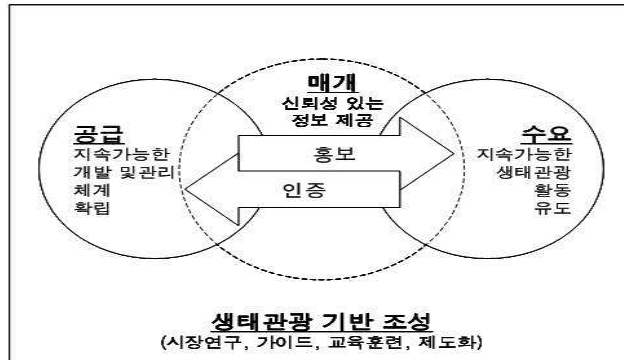 매개
신뢰성 있는
정보 제공
공급
지속가능한
개발 및관리
체계
확립
홍보
인증
수요
지속가능한
생태관광
활동
유도
생태관광 기반 조성
(시장연구, 가이드, 교육훈련, 제도화)